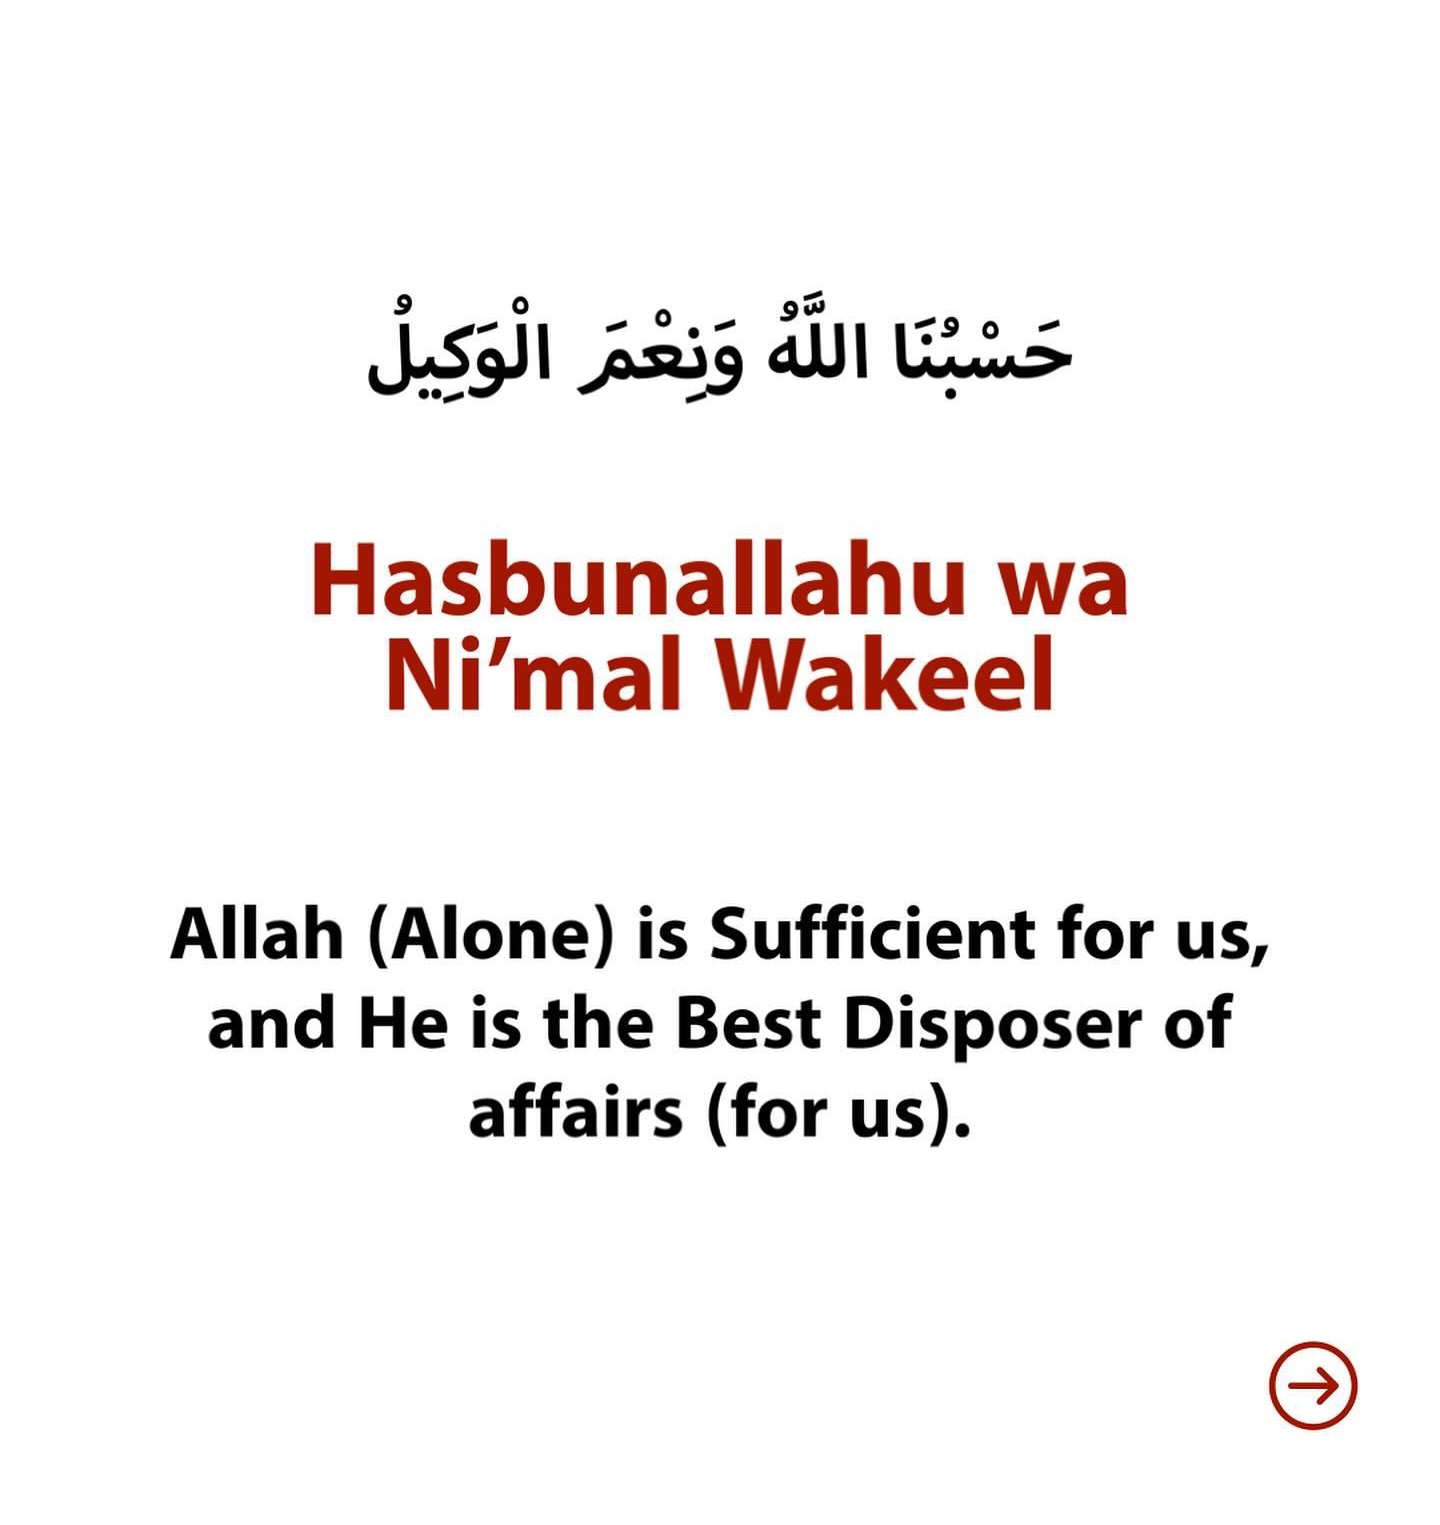 حَسْبُنَا اللَّهُ وَنِعْمَ الْوَكِيلُ
Hasbunallahu wa
Ni’mal Wakeel
Allah (Alone) is Sufficient for us,
and He is the Best Disposer of
affairs (for us).